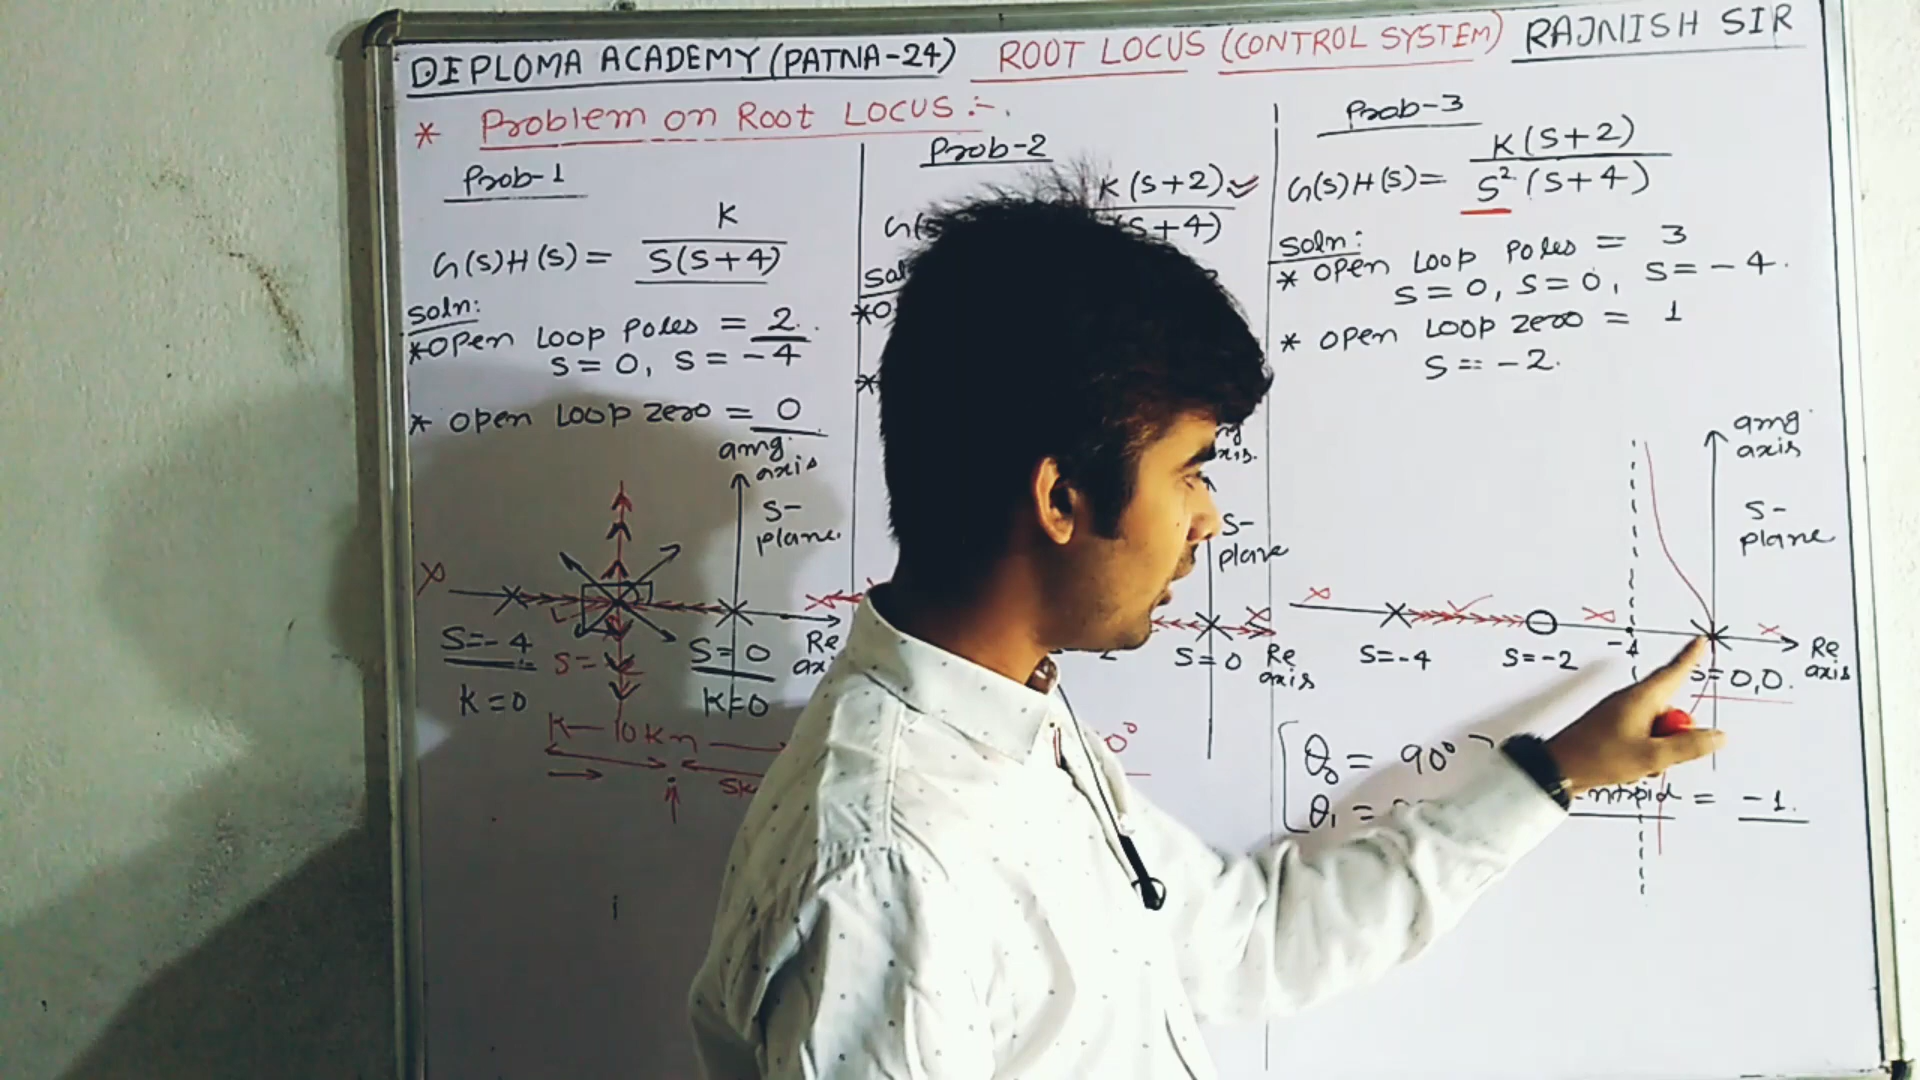 DIPLOMA ACADEMY (PATNA-24) ROOT LOCUS (CONTROL SYSTEM) RAJNISH SIR
* Problem on Root LOCUS :-
Prob-1
G(s)H(s) = K / S(S+4)
Soln:
* Open Loop Poles = 2
S=0, S=-4
* Open Loop zero = 0
amg axis
S-plane
S=-4
K=0
S=0
K=0
Re
K-10Km
Prob-2
K(S+2)
(S+4)
S-plane
S=0
Re axis
Prob-3
G(s)H(s) = K(S+2) / S² (S+4)
Soln:
* Open Loop Poles = 3
S=0, S=0, S=-4.
* Open Loop zero = 1
S=-2.
amg axis
S-plane
S=-4
S=-2
-1
S=0,0.
Re axis
θ₀ = 90°
θ₁ =
= -1.